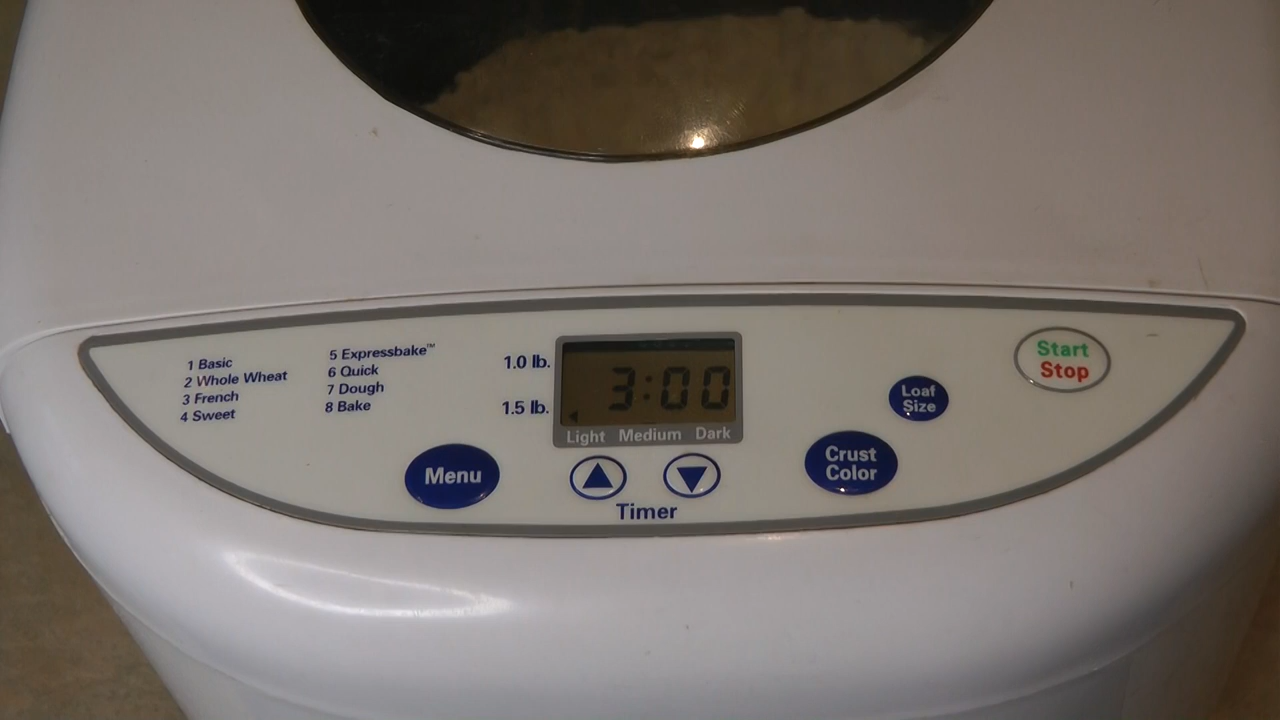 1 Basic
2 Whole Wheat
3 French
4 Sweet
5 Expressbake™
6 Quick
7 Dough
8 Bake
1.0 lb.
1.5 lb.
3:00
Light Medium Dark
Menu
Timer
Crust
Color
Loaf
Size
Start
Stop